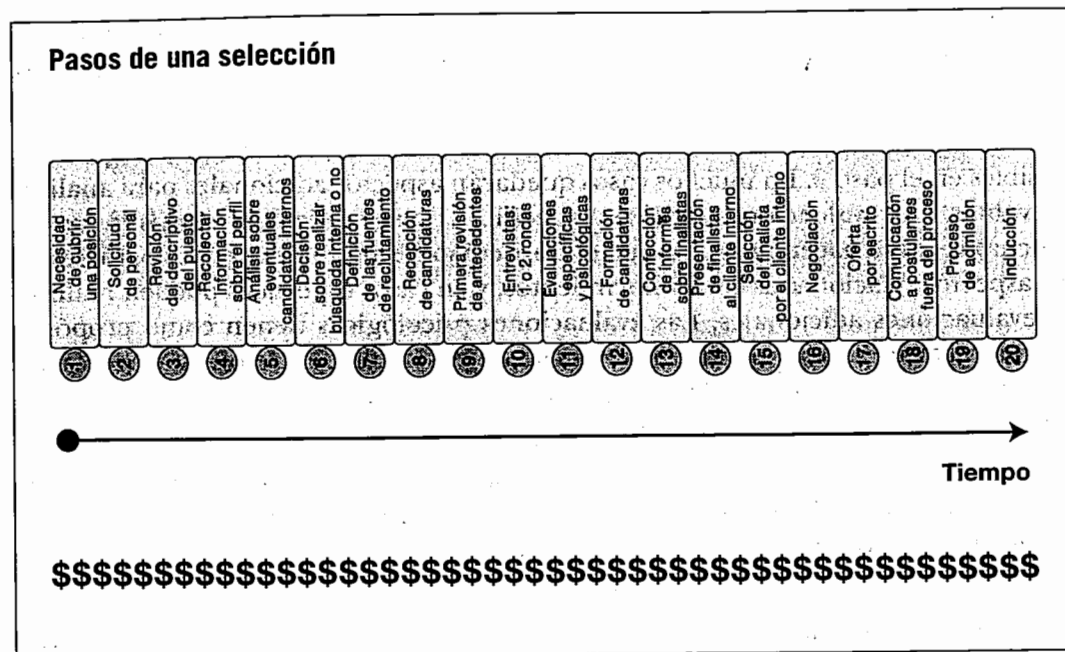 Pasos de una selección
Necesidad
de cubrir
una posición
1
Solicitud
de personal
2
Revisión
del descriptivo
del puesto
3
Recolectar
información
sobre el perfil
4
Análisis sobre
eventuales
candidatos internos
5
Decisión
sobre realizar
búsqueda interna o no
6
Definición
de las fuentes
de reclutamiento
7
Recepción
de candidaturas
8
Primera revisión
de antecedentes
9
Entrevistas:
1 o 2 rondas
10
Evaluaciones
específicas
y psicológicas
11
Formación
de candidaturas
12
Confección
de informes
sobre finalistas
13
Presentación
de finalistas
al cliente interno
14
Selección
del finalista
por el cliente interno
15
Negociación
16
Oferta
por escrito
17
Comunicación
a postulantes
fuera del proceso
18
Proceso
de admisión
19
Inducción
20
Tiempo
$$$$$$$$$$$$$$$$$$$$$$$$$$$$$$$$$$$$$$$$$$$$$$$$